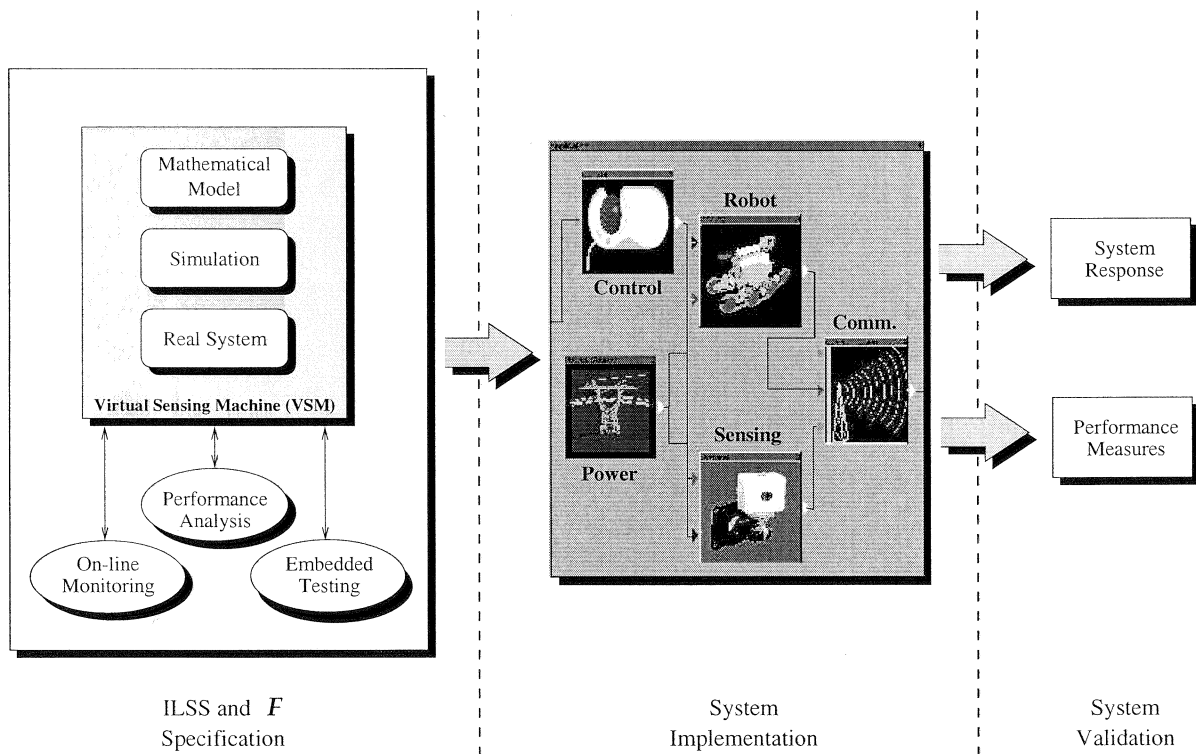 Mathematical
Model
Simulation
Real System
Virtual Sensing Machine (VSM)
Performance
Analysis
On-line
Monitoring
Embedded
Testing
Robot
Control
Comm.
Sensing
Power
System
Response
Performance
Measures
ILSS and F
Specification
System
Implementation
System
Validation